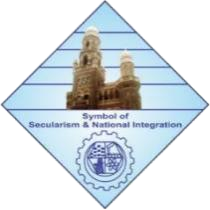 Symbol of
Secularism & National Integration